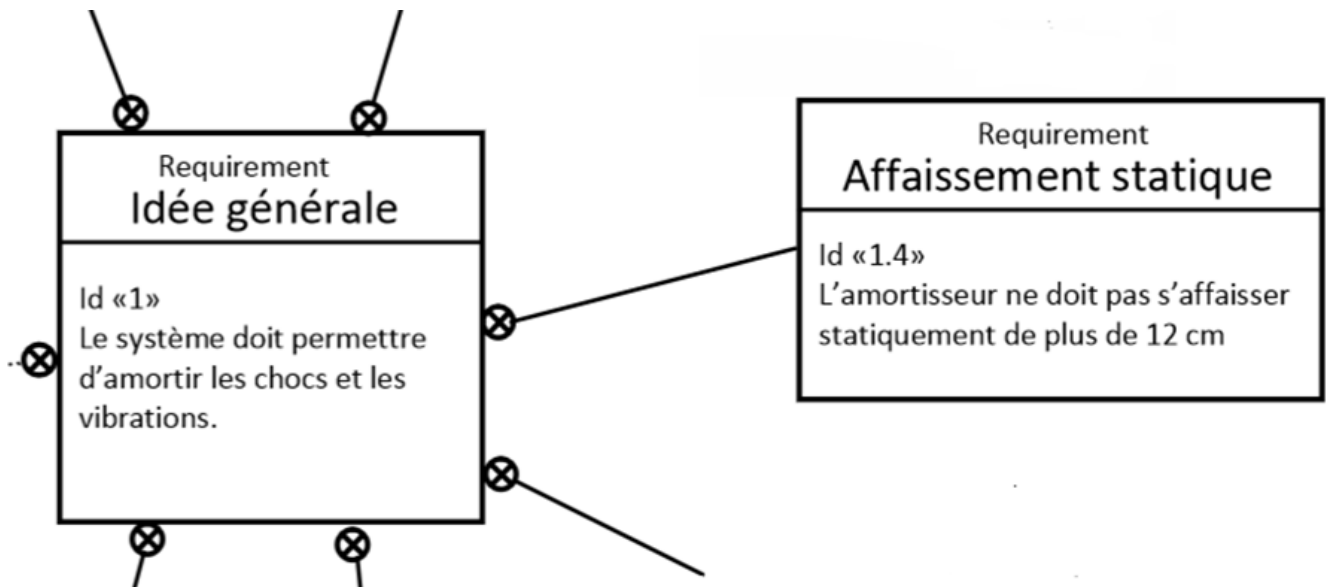 Requirement
Idée générale
Id «1»
Le système doit permettre
d’amortir les chocs et les
vibrations.
Requirement
Affaissement statique
Id «1.4»
L’amortisseur ne doit pas s’affaisser
statiquement de plus de 12 cm